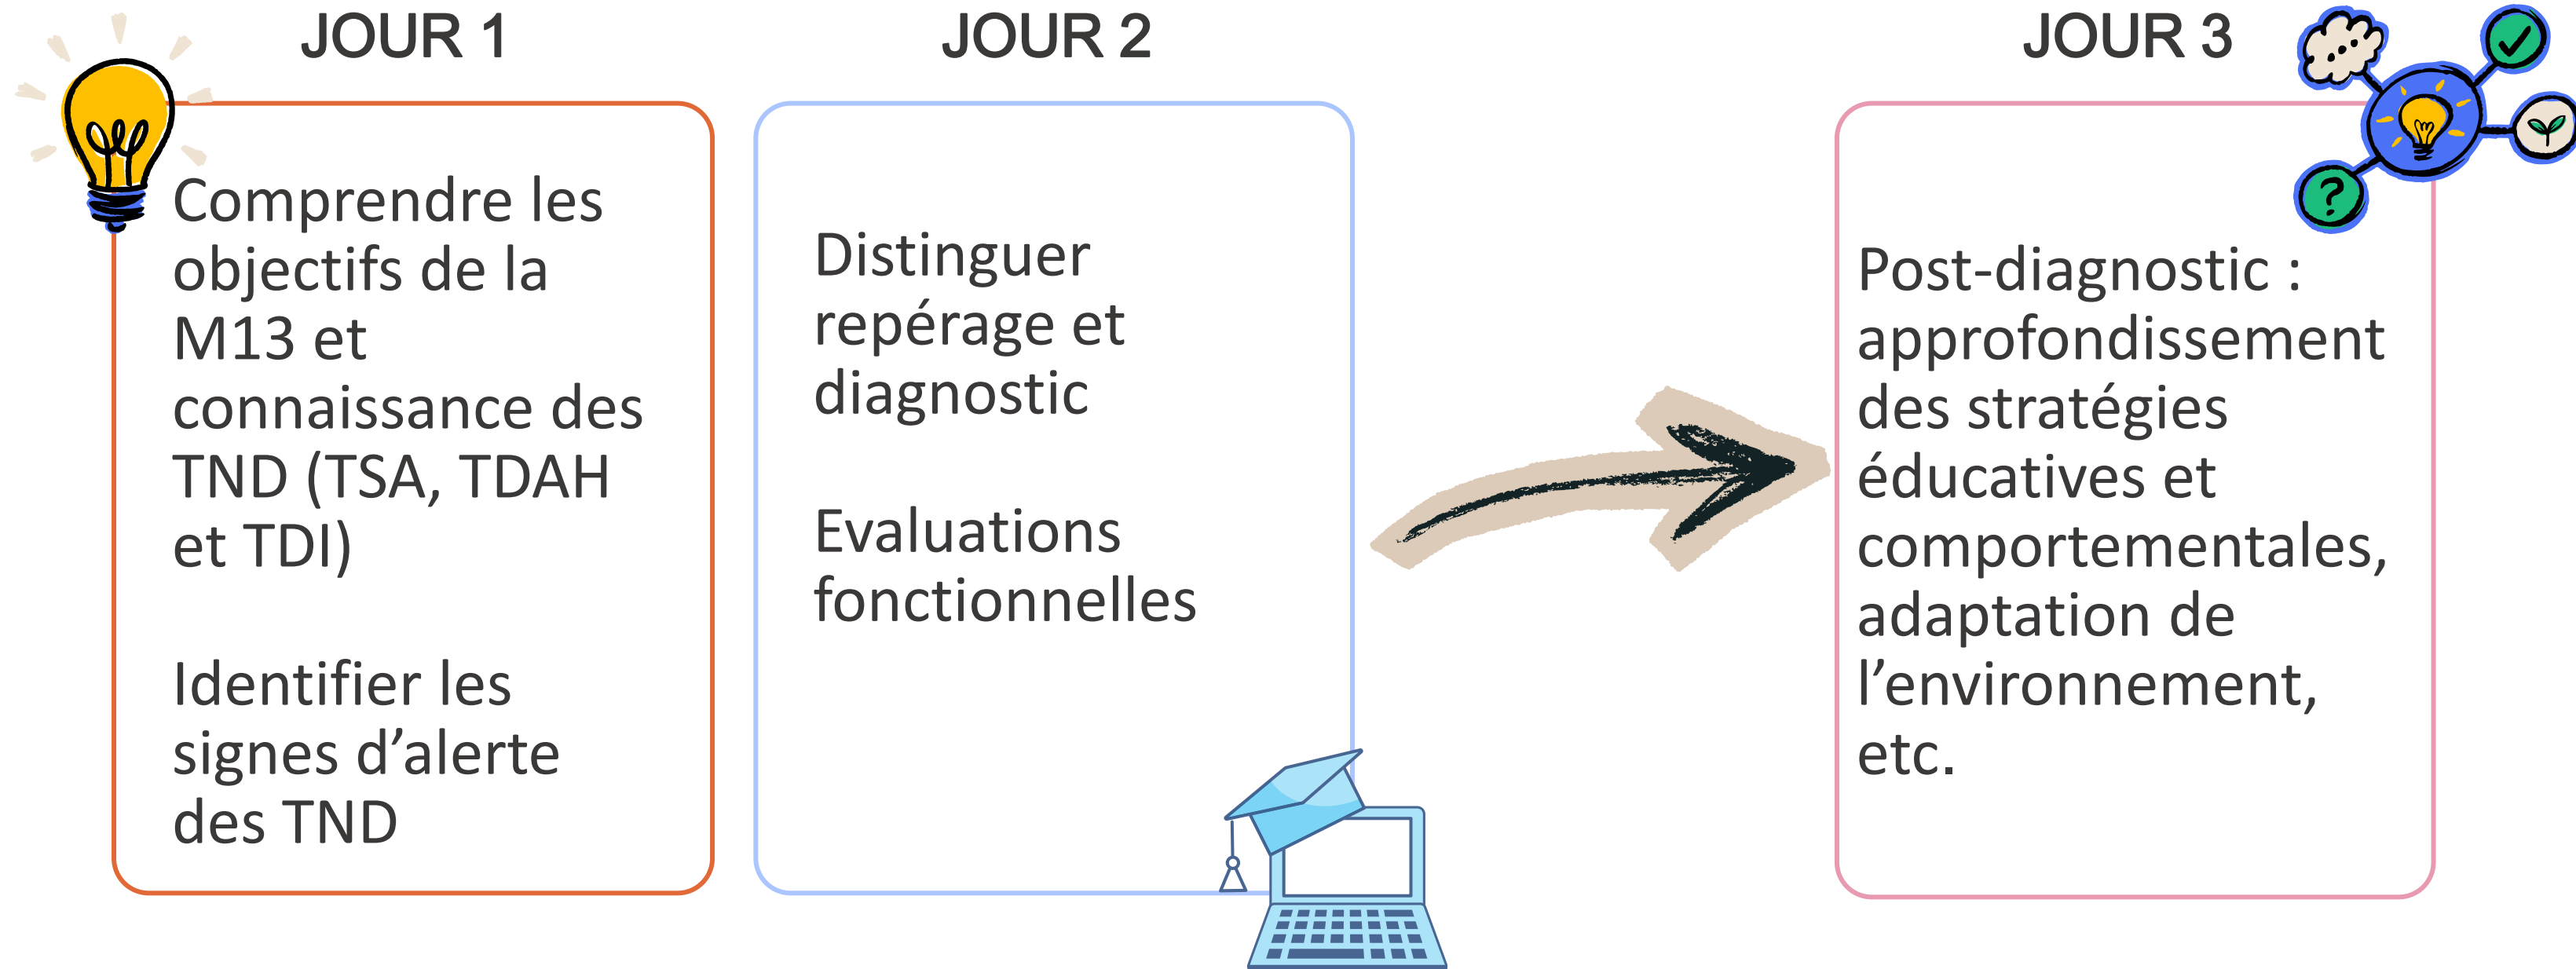 JOUR 1
Comprendre les
objectifs de la
M13 et
connaissance des
TND (TSA, TDAH
et TDI)
Identifier les
signes d’alerte
des TND
JOUR 2
Distinguer
repérage et
diagnostic
Evaluations
fonctionnelles
JOUR 3
Post-diagnostic :
approfondissement
des stratégies
éducatives et
comportementales,
adaptation de
l’environnement,
etc.
?